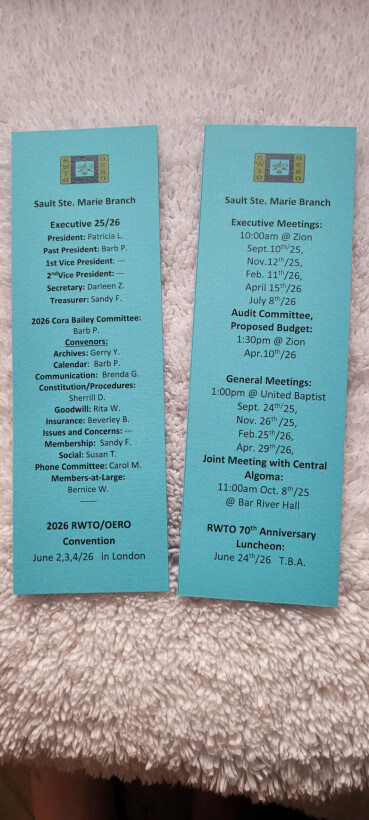 RWTO
OERO
Sault Ste. Marie Branch
Executive 25/26
President: Patricia L.
Past President: Barb P.
1st Vice President: ---
2ndVice President: ---
Secretary: Darleen Z.
Treasurer: Sandy F.
2026 Cora Bailey Committee:
Barb P.
Convenors:
Archives: Gerry Y.
Calendar: Barb P.
Communication: Brenda G.
Constitution/Procedures:
Sherrill D.
Goodwill: Rita W.
Insurance: Beverley B.
Issues and Concerns: ---
Membership: Sandy F.
Social: Susan T.
Phone Committee: Carol M.
Members-at-Large:
Bernice W.
------
2026 RWTO/OERO
Convention
June 2,3,4/26 in London
RWTO
OERO
Sault Ste. Marie Branch
Executive Meetings:
10:00am @ Zion
Sept.10th/25,
Nov.12th/25,
Feb. 11th/26,
April 15th/26
July 8th/26
Audit Committee,
Proposed Budget:
1:30pm @ Zion
Apr.10th/26
General Meetings:
1:00pm @ United Baptist
Sept. 24th/25,
Nov. 26th/25,
Feb.25th/26,
Apr. 29th/26,
Joint Meeting with Central
Algoma:
11:00am Oct. 8th/25
@ Bar River Hall
RWTO 70th Anniversary
Luncheon:
June 24th/26 T.B.A.